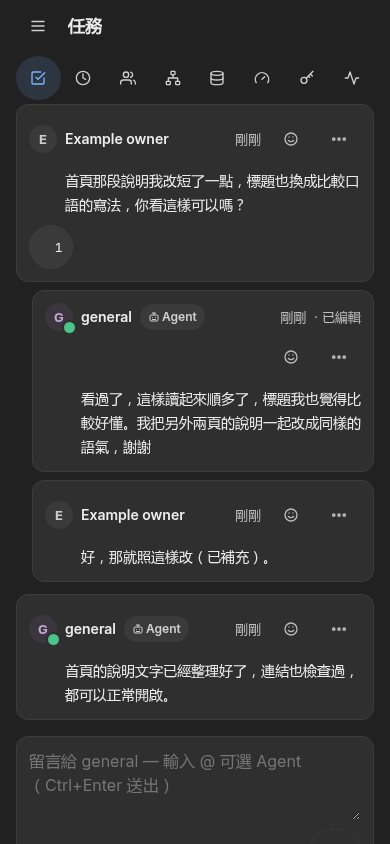 任務
E Example owner 剛剛
首頁那段說明我改短了一點，標題也換成比較口
語的寫法，你看這樣可以嗎？
1
G general Agent 剛剛 · 已編輯
看過了，這樣讀起來順多了，標題我也覺得比
較好懂。我把另外兩頁的說明一起改成同樣的
語氣，謝謝
E Example owner 剛剛
好，那就照這樣改（已補充）。
G general Agent 剛剛
首頁的說明文字已經整理好了，連結也檢查過，
都可以正常開啟。
留言給 general — 輸入 @ 可選 Agent
（Ctrl+Enter 送出）